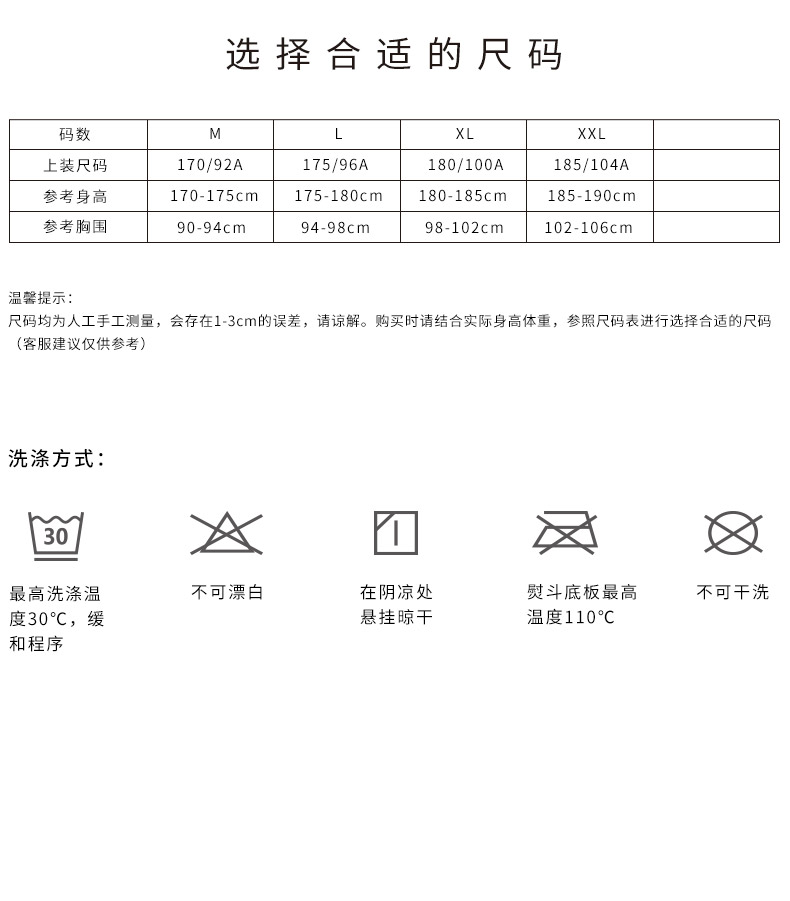 选择合适的尺码
码数 M L XL XXL
上装尺码 170/92A 175/96A 180/100A 185/104A
参考身高 170-175cm 175-180cm 180-185cm 185-190cm
参考胸围 90-94cm 94-98cm 98-102cm 102-106cm
温馨提示：
尺码均为人工手工测量，会存在1-3cm的误差，请谅解。购买时请结合实际身高体重，参照尺码表进行选择合适的尺码
（客服建议仅供参考）
洗涤方式：
30
最高洗涤温
度30℃，缓
和程序
不可漂白
在阴凉处
悬挂晾干
熨斗底板最高
温度110℃
不可干洗